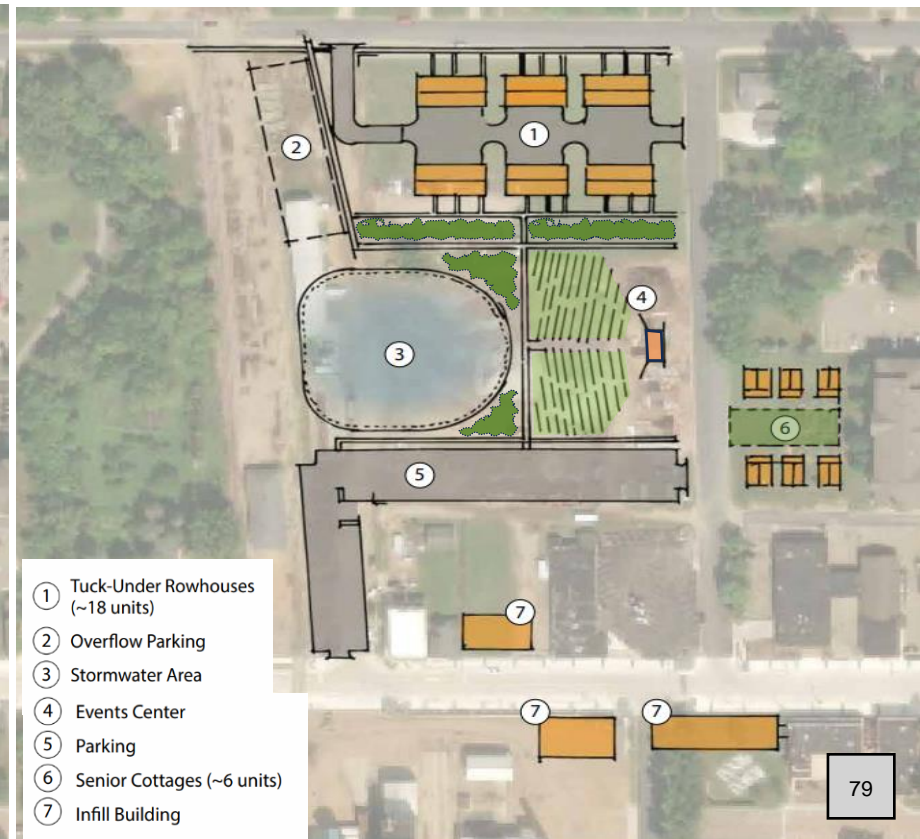 1
2
3
4
5
6
7
7
7
1 Tuck-Under Rowhouses
(~18 units)
2 Overflow Parking
3 Stormwater Area
4 Events Center
5 Parking
6 Senior Cottages (~6 units)
7 Infill Building
79